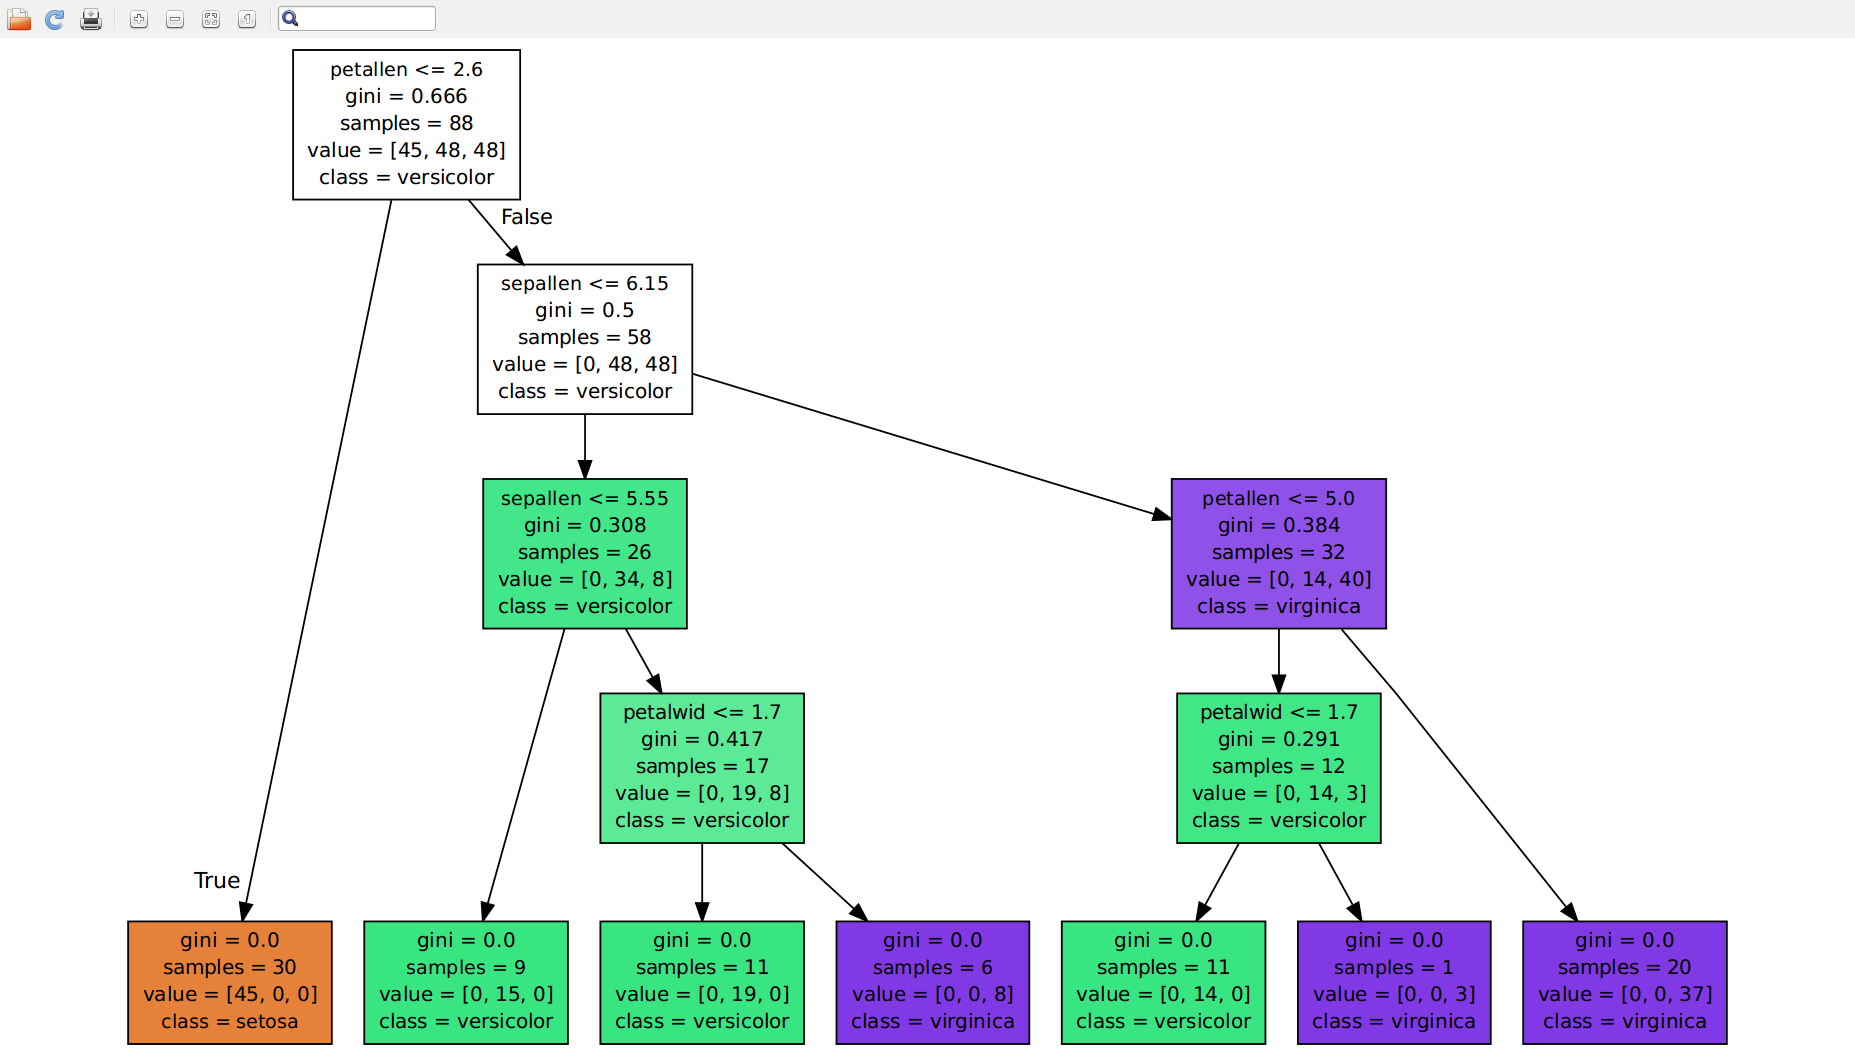 petallen <= 2.6
gini = 0.666
samples = 88
value = [45, 48, 48]
class = versicolor
False
sepallen <= 6.15
gini = 0.5
samples = 58
value = [0, 48, 48]
class = versicolor
sepallen <= 5.55
gini = 0.308
samples = 26
value = [0, 34, 8]
class = versicolor
petallen <= 5.0
gini = 0.384
samples = 32
value = [0, 14, 40]
class = virginica
petalwid <= 1.7
gini = 0.417
samples = 17
value = [0, 19, 8]
class = versicolor
petalwid <= 1.7
gini = 0.291
samples = 12
value = [0, 14, 3]
class = versicolor
True
gini = 0.0
samples = 30
value = [45, 0, 0]
class = setosa
gini = 0.0
samples = 9
value = [0, 15, 0]
class = versicolor
gini = 0.0
samples = 11
value = [0, 19, 0]
class = versicolor
gini = 0.0
samples = 6
value = [0, 0, 8]
class = virginica
gini = 0.0
samples = 11
value = [0, 14, 0]
class = versicolor
gini = 0.0
samples = 1
value = [0, 0, 3]
class = virginica
gini = 0.0
samples = 20
value = [0, 0, 37]
class = virginica